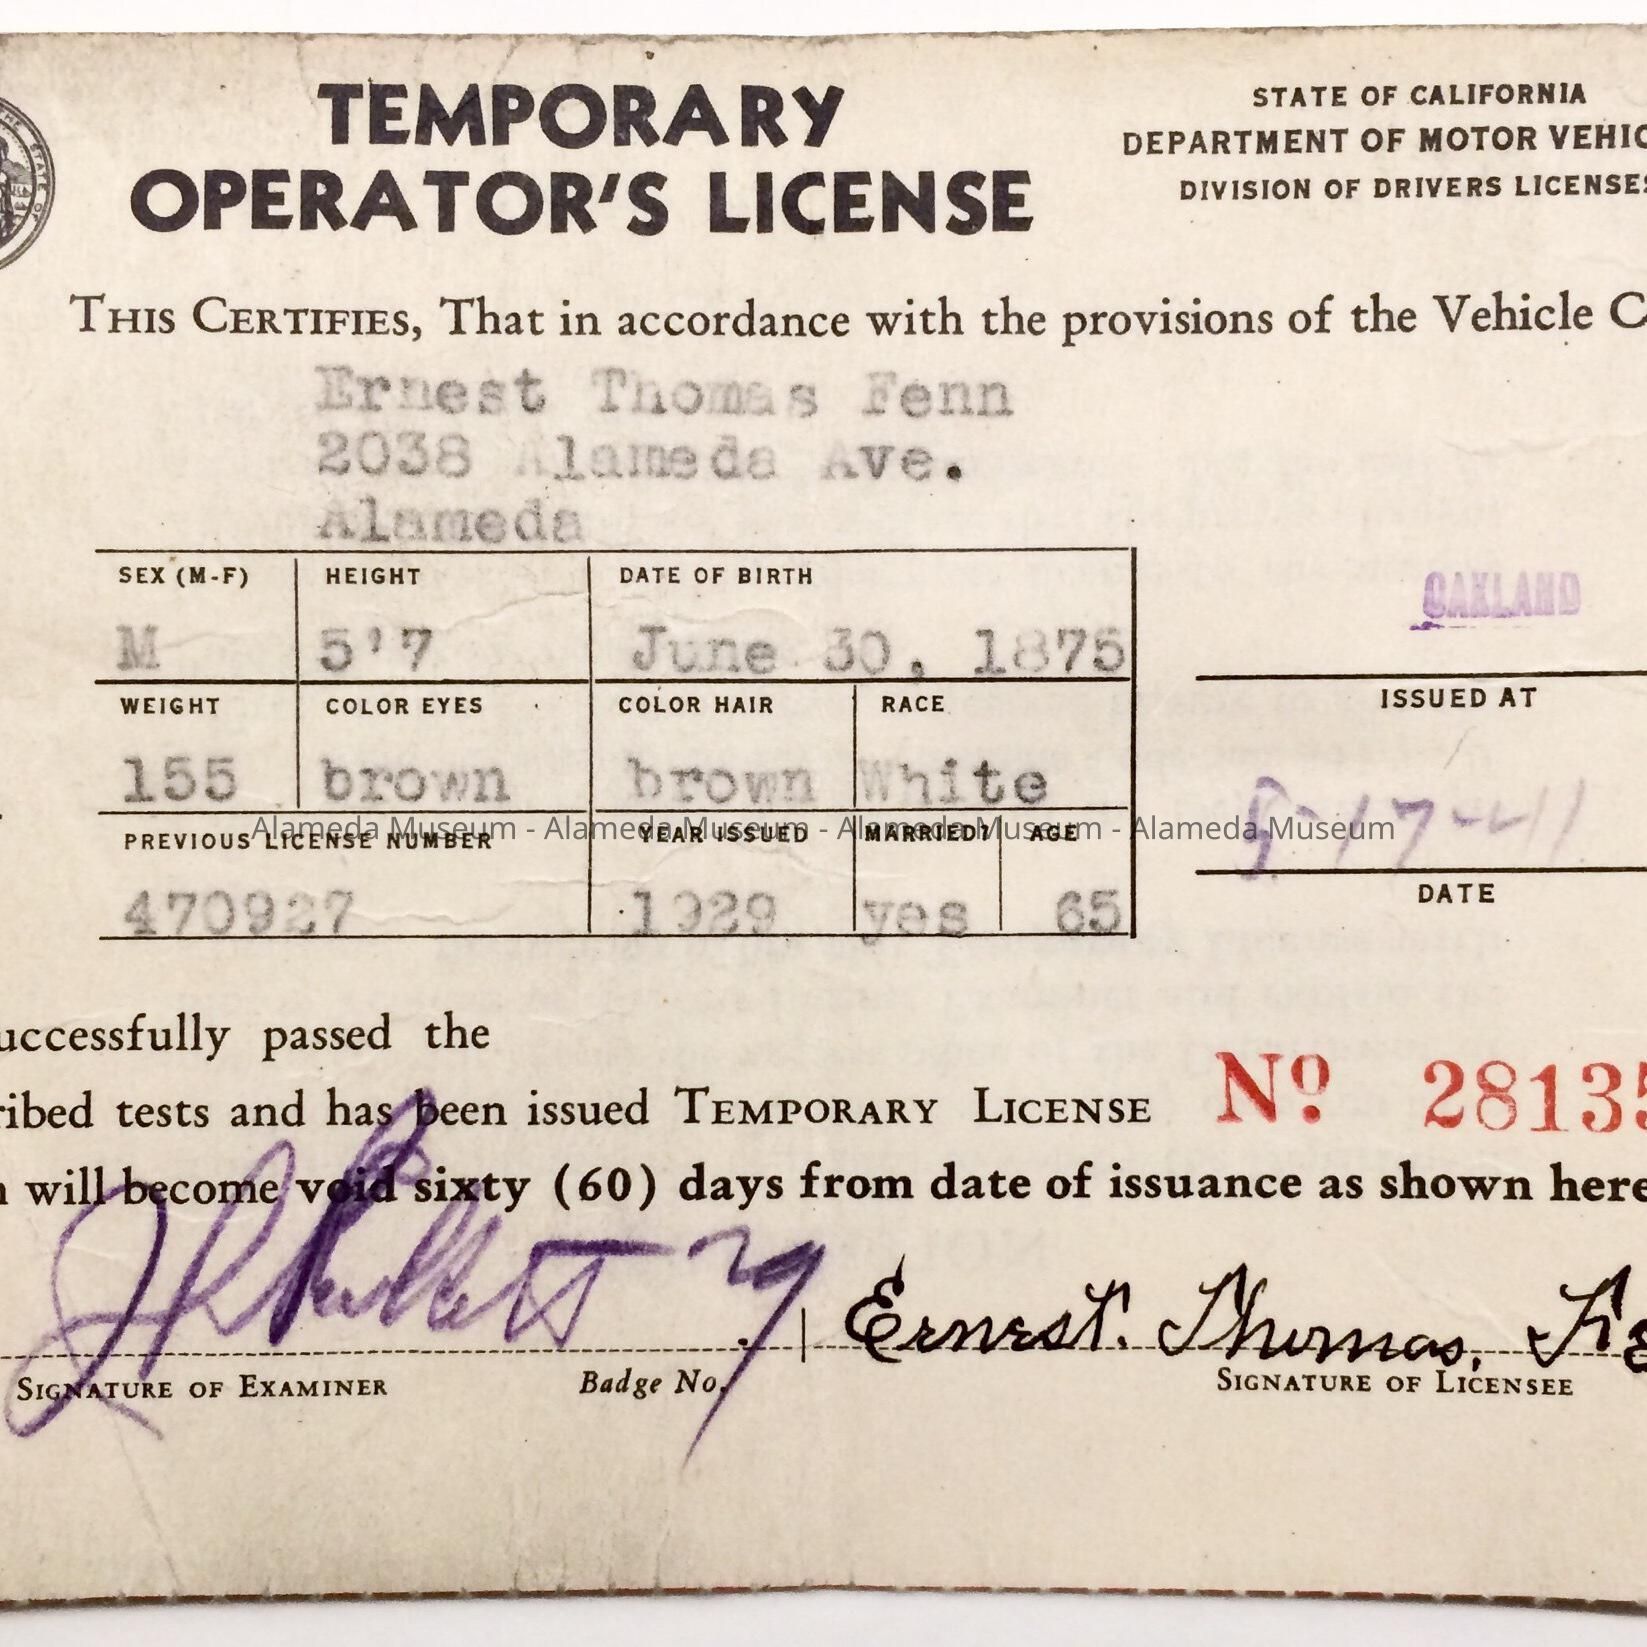 TEMPORARY
OPERATOR'S LICENSE
STATE OF CALIFORNIA
DEPARTMENT OF MOTOR VEHIC
DIVISION OF DRIVERS LICENSES
THIS CERTIFIES, That in accordance with the provisions of the Vehicle C
Ernest Thomas Fenn
2038 Alameda Ave.
Alameda
SEX (M-F) HEIGHT DATE OF BIRTH
M 5'7 June 30, 1875
OAKLAND
ISSUED AT
WEIGHT COLOR EYES COLOR HAIR RACE
155 brown brown White
Alameda Museum - Alameda Museum - Alameda Museum - Alameda Museum
PREVIOUS LICENSE NUMBER YEAR ISSUED MARRIED? AGE
470927 1929 yes 65
5-17-41
DATE
uccessfully passed the
ribed tests and has been issued TEMPORARY LICENSE Nº 28135
n will become void sixty (60) days from date of issuance as shown here
Ernest. Thomas. Fe
SIGNATURE OF EXAMINER Badge No. SIGNATURE OF LICENSEE